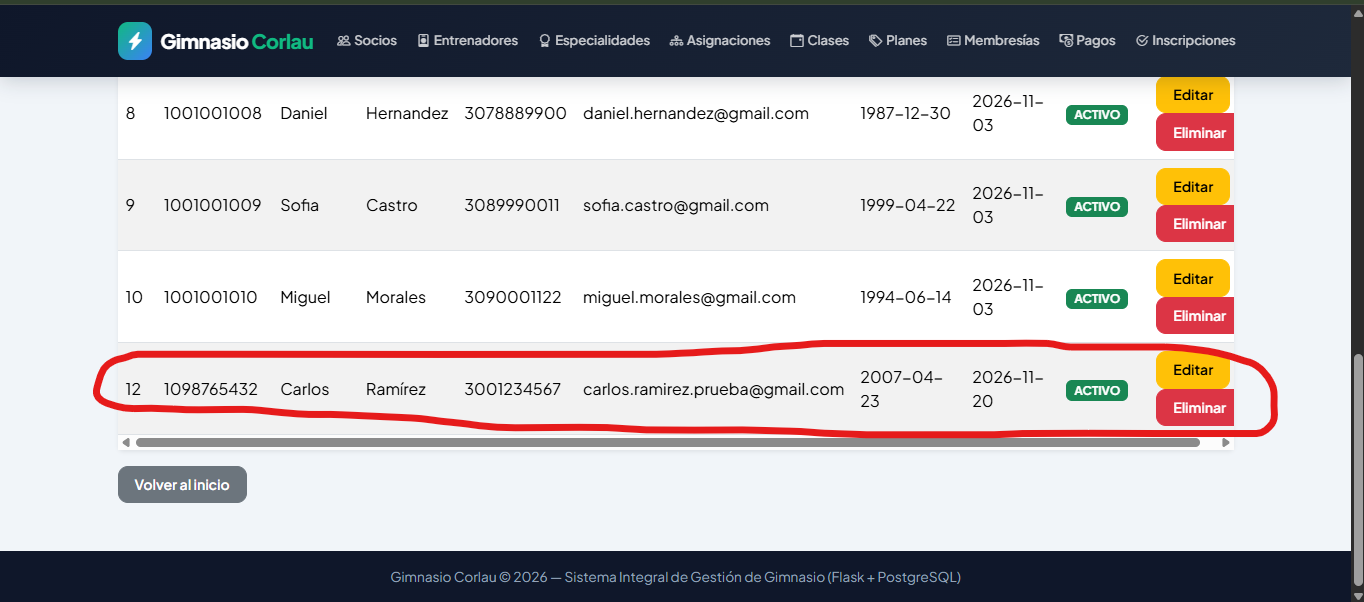 Gimnasio Corlau Socios Entrenadores Especialidades Asignaciones Clases Planes Membresías Pagos Inscripciones
8 1001001008 Daniel Hernandez 3078889900 daniel.hernandez@gmail.com 1987-12-30 2026-11-03 ACTIVO Editar Eliminar
9 1001001009 Sofia Castro 3089990011 sofia.castro@gmail.com 1999-04-22 2026-11-03 ACTIVO Editar Eliminar
10 1001001010 Miguel Morales 3090001122 miguel.morales@gmail.com 1994-06-14 2026-11-03 ACTIVO Editar Eliminar
12 1098765432 Carlos Ramírez 3001234567 carlos.ramirez.prueba@gmail.com 2007-04-23 2026-11-20 ACTIVO Editar Eliminar
Volver al inicio
Gimnasio Corlau © 2026 — Sistema Integral de Gestión de Gimnasio (Flask + PostgreSQL)